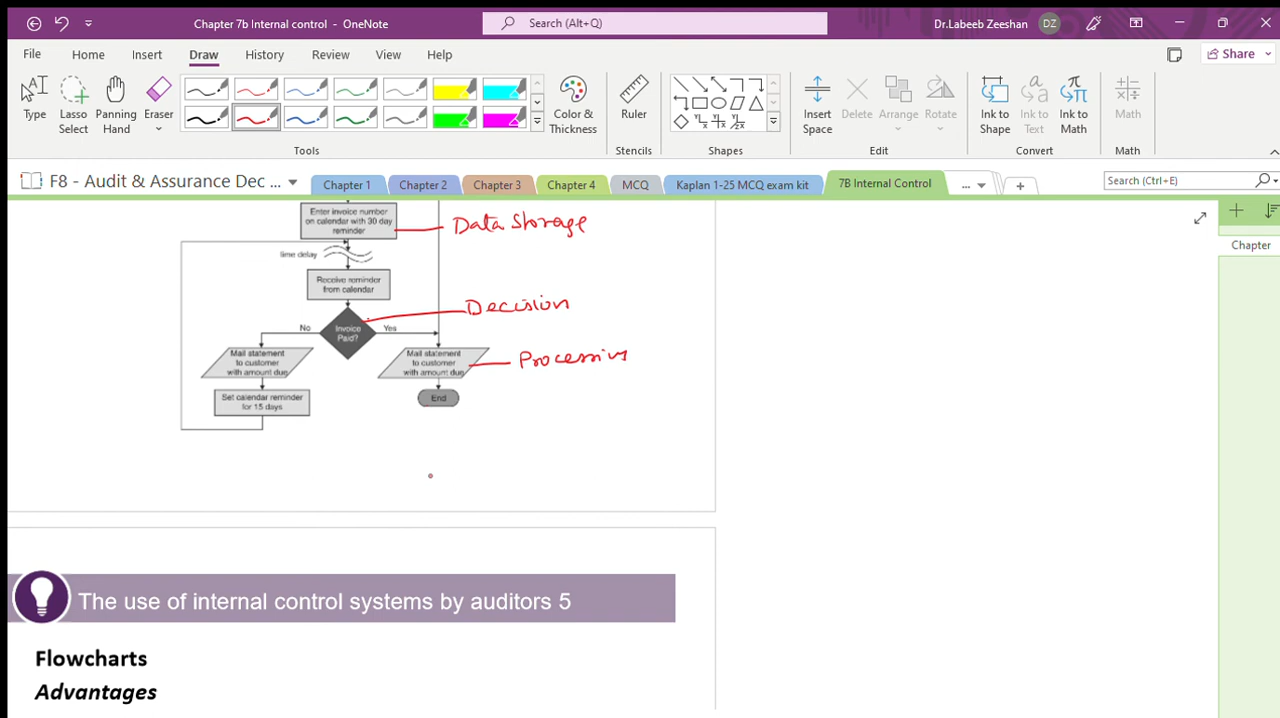 Chapter 7b Internal control - OneNote
Search (Alt+Q)
Dr.Labeeb Zeeshan
DZ
File Home Insert Draw History Review View Help
Share
Type
Lasso Select
Panning Hand
Eraser
Color & Thickness
Ruler
Insert Space
Delete
Arrange
Rotate
Ink to Shape
Ink to Text
Ink to Math
Math
Tools
Stencils
Shapes
Edit
Convert
Math
F8 - Audit & Assurance Dec ...
Chapter 1
Chapter 2
Chapter 3
Chapter 4
MCQ
Kaplan 1-25 MCQ exam kit
7B Internal Control
...
Search (Ctrl+E)
Chapter
Enter invoice number
on calendar with 30 day
reminder
Data Storage
time delay
Receive reminder
from calendar
Decision
No
Invoice
Paid?
Yes
Mail statement
to customer
with amount due
Mail statement
to customer
with amount due
Processing
Set calendar reminder
for 15 days
End
The use of internal control systems by auditors 5
Flowcharts
Advantages